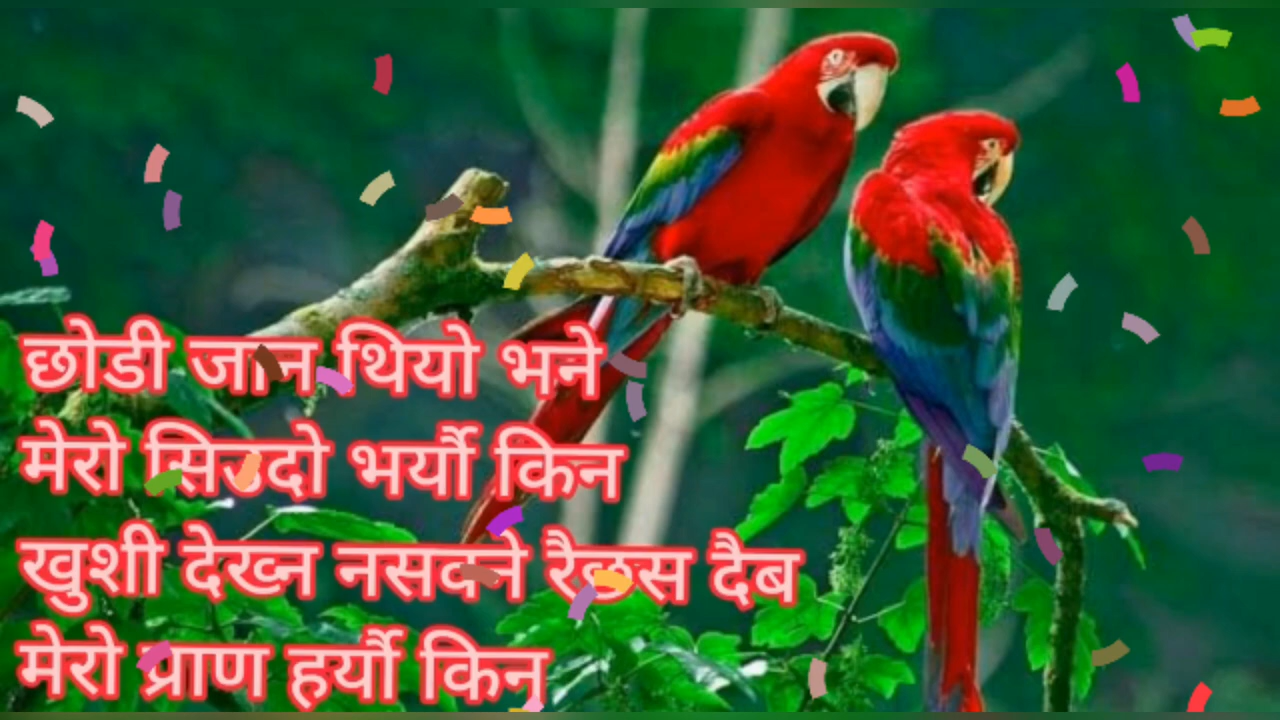 छोडी जान थियो भने
मेरो सिउदो भर्यौ किन
खुशी देख्न नसक्ने रैछस दैब
मेरो प्राण हर्यौ किन